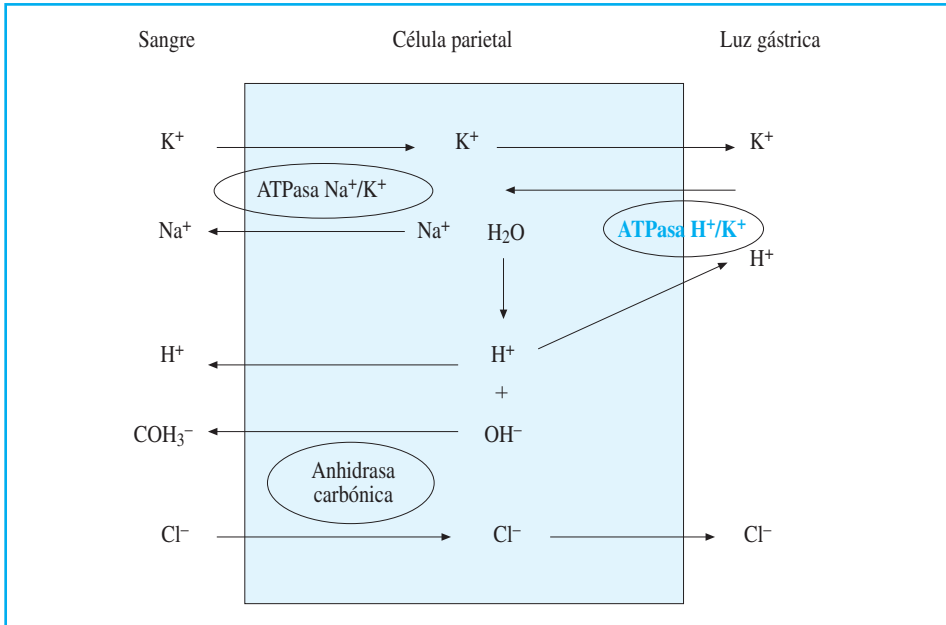 Sangre Célula parietal Luz gástrica
K⁺ K⁺ K⁺
ATPasa Na⁺/K⁺
Na⁺ Na⁺ H₂O ATPasa H⁺/K⁺
H⁺
H⁺ H⁺
+
COH₃⁻ OH⁻
Anhidrasa
carbónica
Cl⁻ Cl⁻ Cl⁻